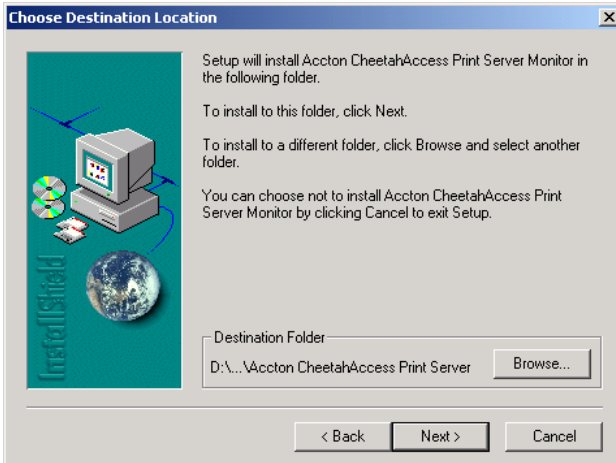 Choose Destination Location
Setup will install Accton CheetahAccess Print Server Monitor in
the following folder.
To install to this folder, click Next.
To install to a different folder, click Browse and select another
folder.
You can choose not to install Accton CheetahAccess Print
Server Monitor by clicking Cancel to exit Setup.
InstallShield
Destination Folder
D:\...\Accton CheetahAccess Print Server
Browse...
< Back
Next >
Cancel